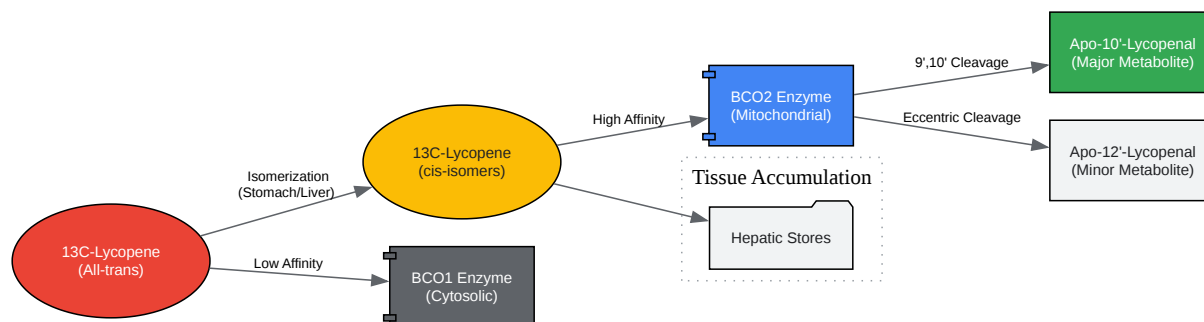 13C-Lycopene
(All-trans)
Isomerization
(Stomach/Liver)
Low Affinity
13C-Lycopene
(cis-isomers)
BCO1 Enzyme
(Cytosolic)
High Affinity
BCO2 Enzyme
(Mitochondrial)
Tissue Accumulation
Hepatic Stores
9',10' Cleavage
Eccentric Cleavage
Apo-10'-Lycopenal
(Major Metabolite)
Apo-12'-Lycopenal
(Minor Metabolite)